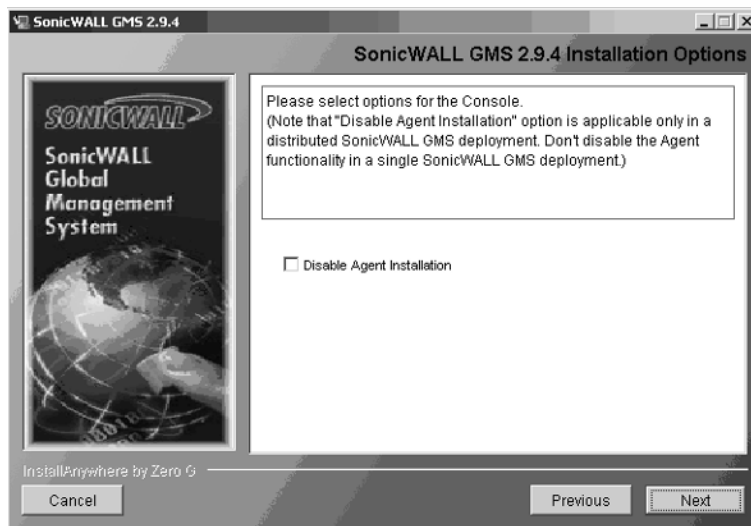 SonicWALL GMS 2.9.4
SonicWALL GMS 2.9.4 Installation Options
SONICWALL
SonicWALL
Global
Management
System
Please select options for the Console.
(Note that "Disable Agent Installation" option is applicable only in a
distributed SonicWALL GMS deployment. Don't disable the Agent
functionality in a single SonicWALL GMS deployment.)
Disable Agent Installation
InstallAnywhere by Zero G
Cancel
Previous
Next